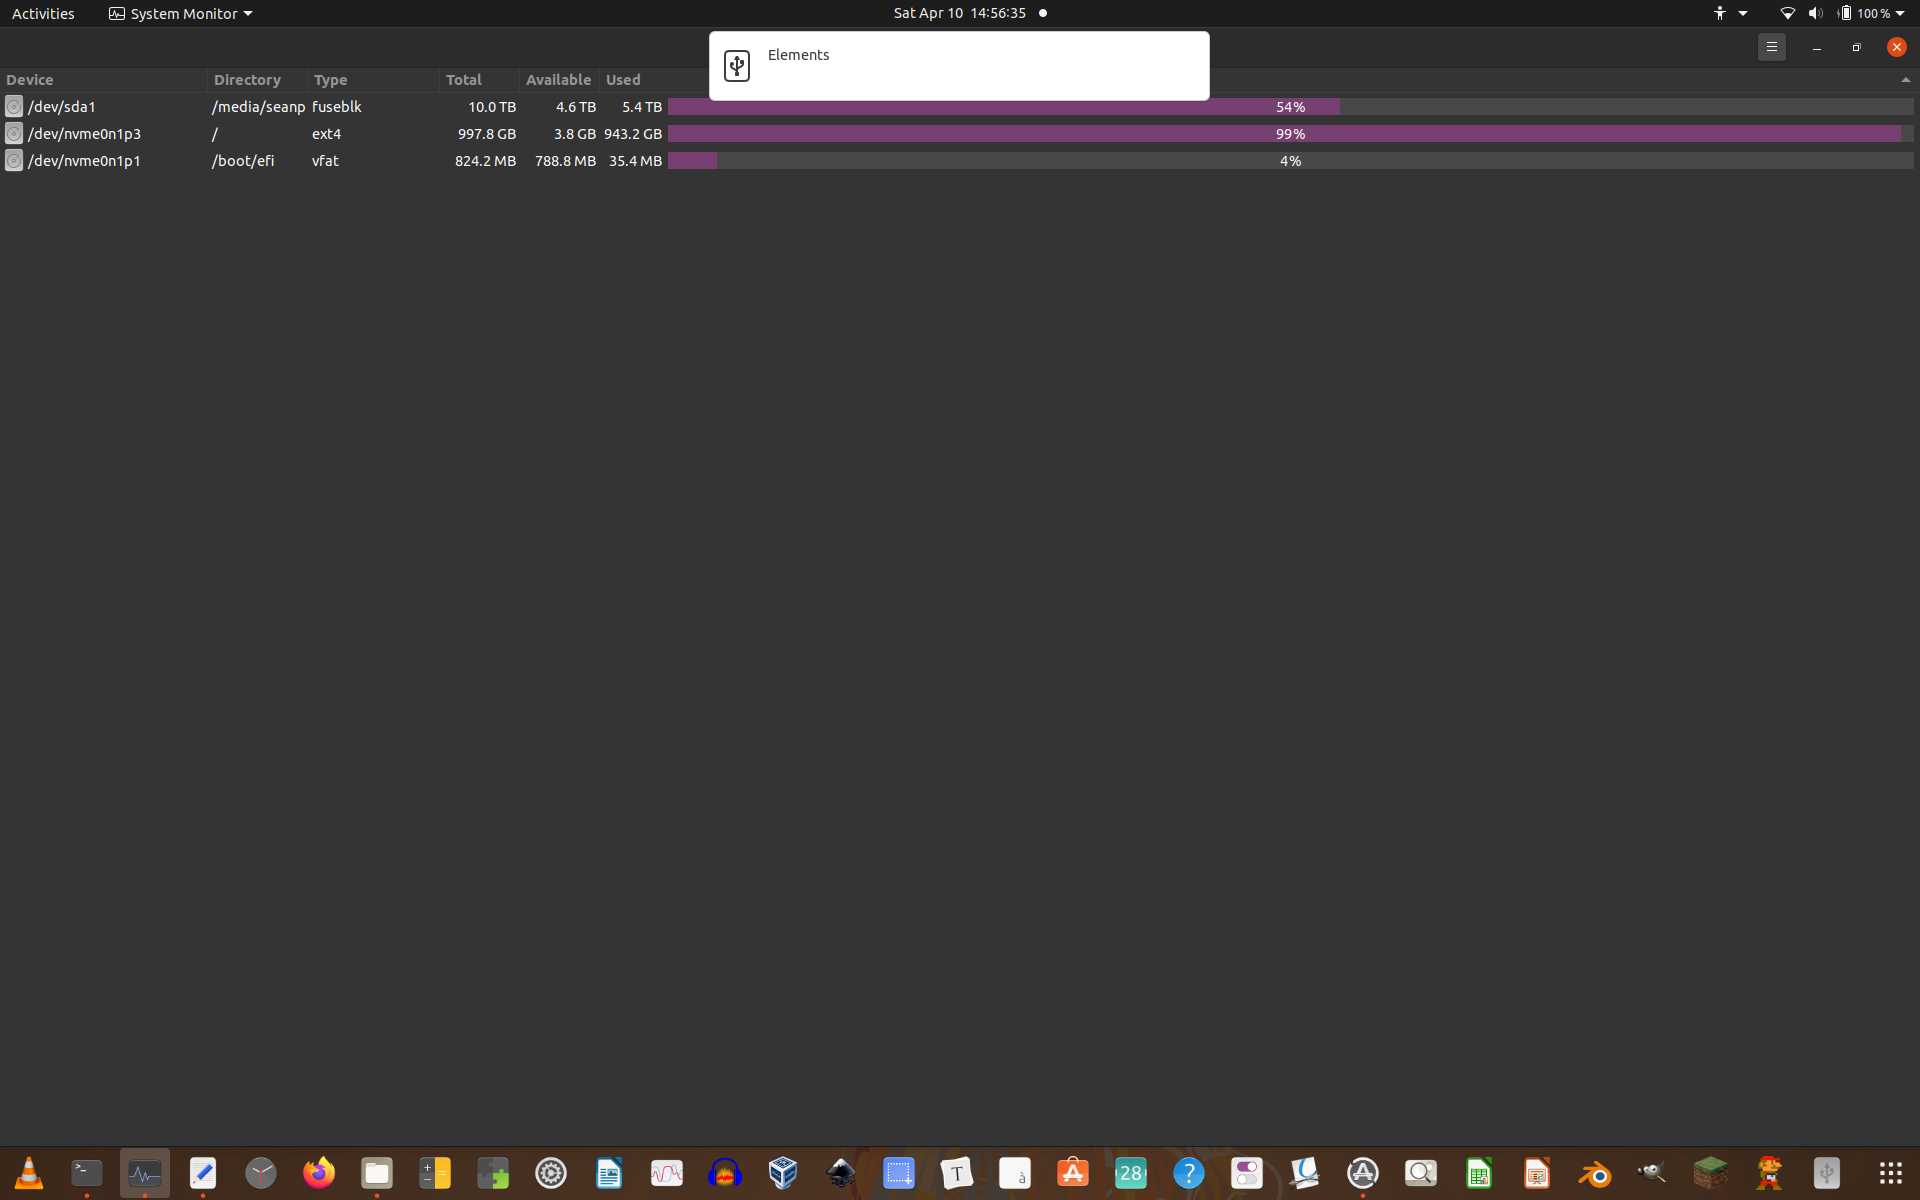 Activities System Monitor Sat Apr 10 14:56:35 100 %
Elements
Device Directory Type Total Available Used
/dev/sda1 /media/seanp fuseblk 10.0 TB 4.6 TB 5.4 TB 54%
/dev/nvme0n1p3 / ext4 997.8 GB 3.8 GB 943.2 GB 99%
/dev/nvme0n1p1 /boot/efi vfat 824.2 MB 788.8 MB 35.4 MB 4%
>_ T à A 28 ? A